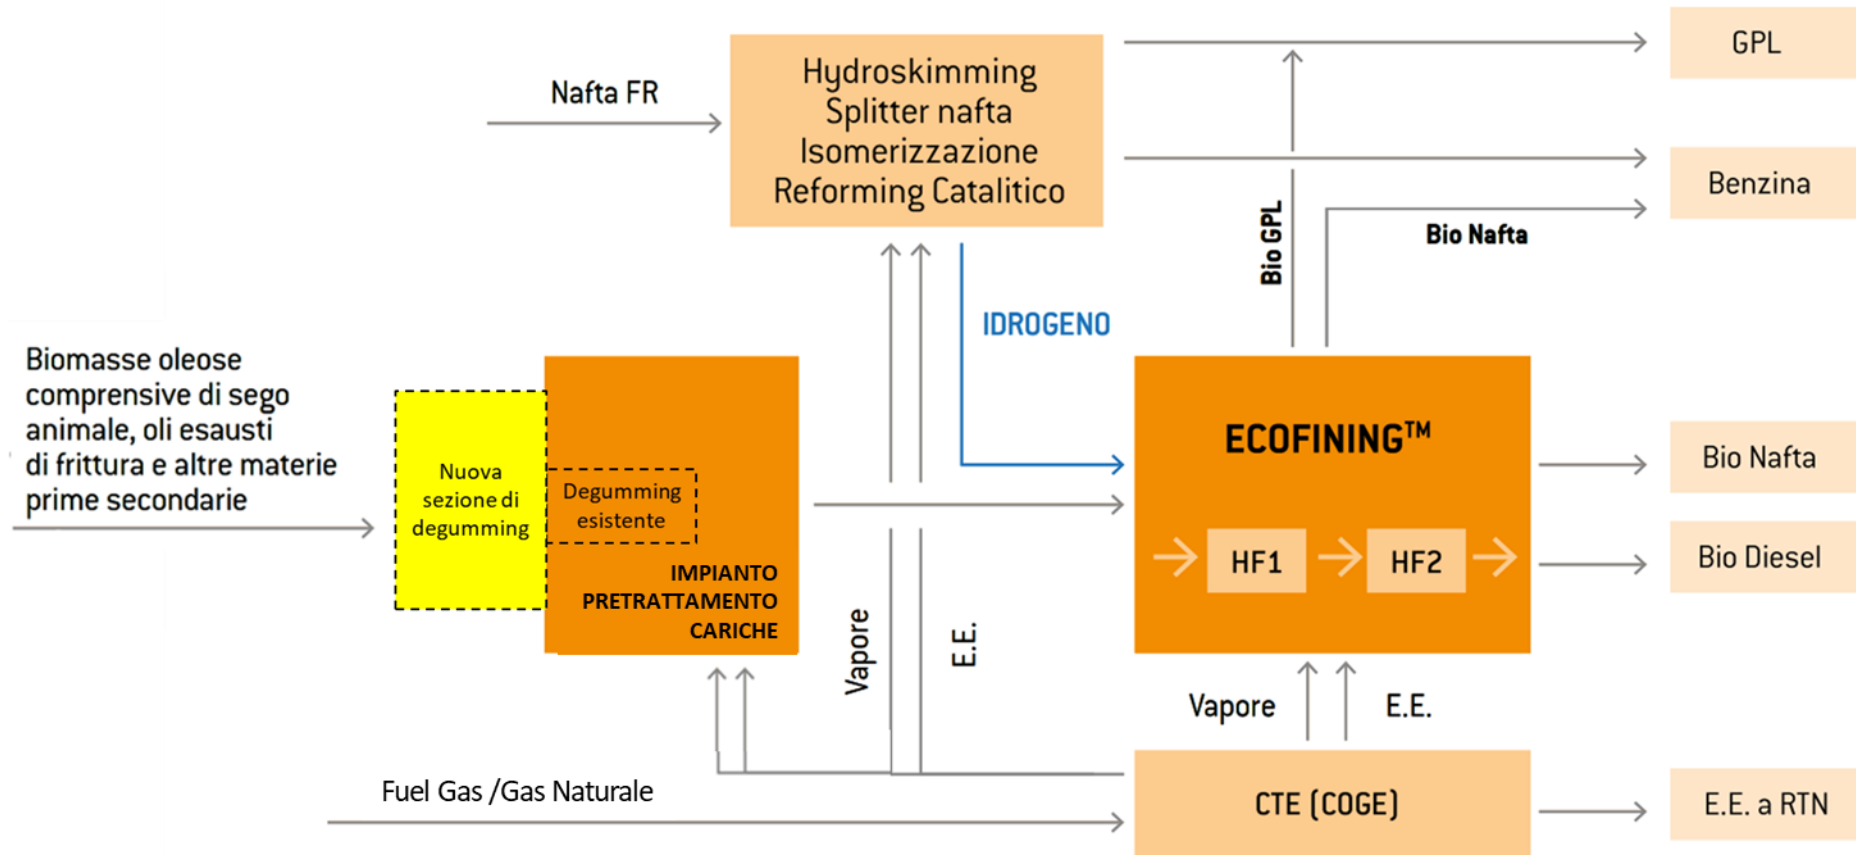 GPL
Hydroskimming
Splitter nafta
Isomerizzazione
Reforming Catalitico
Nafta FR
Benzina
Bio GPL
Bio Nafta
IDROGENO
Biomasse oleose
comprensive di sego
animale, oli esausti
di frittura e altre materie
prime secondarie
Nuova
sezione di
degumming
Degumming
esistente
IMPIANTO
PRETRATTAMENTO
CARICHE
ECOFINING™
HF1
HF2
Bio Nafta
Bio Diesel
Vapore
E.E.
Vapore
E.E.
Fuel Gas /Gas Naturale
CTE (COGE)
E.E. a RTN